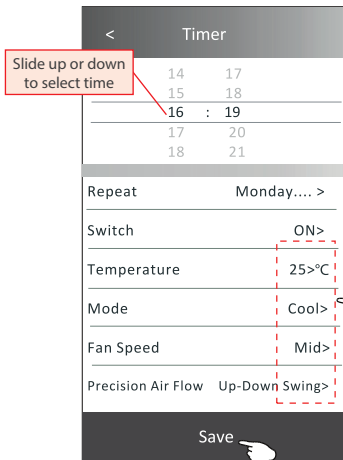 < Timer
Slide up or down
to select time
14 17
15 18
16 : 19
17 20
18 21
Repeat Monday.... >
Switch ON>
Temperature 25>°C
Mode Cool>
Fan Speed Mid>
Precision Air Flow Up-Down Swing>
Save